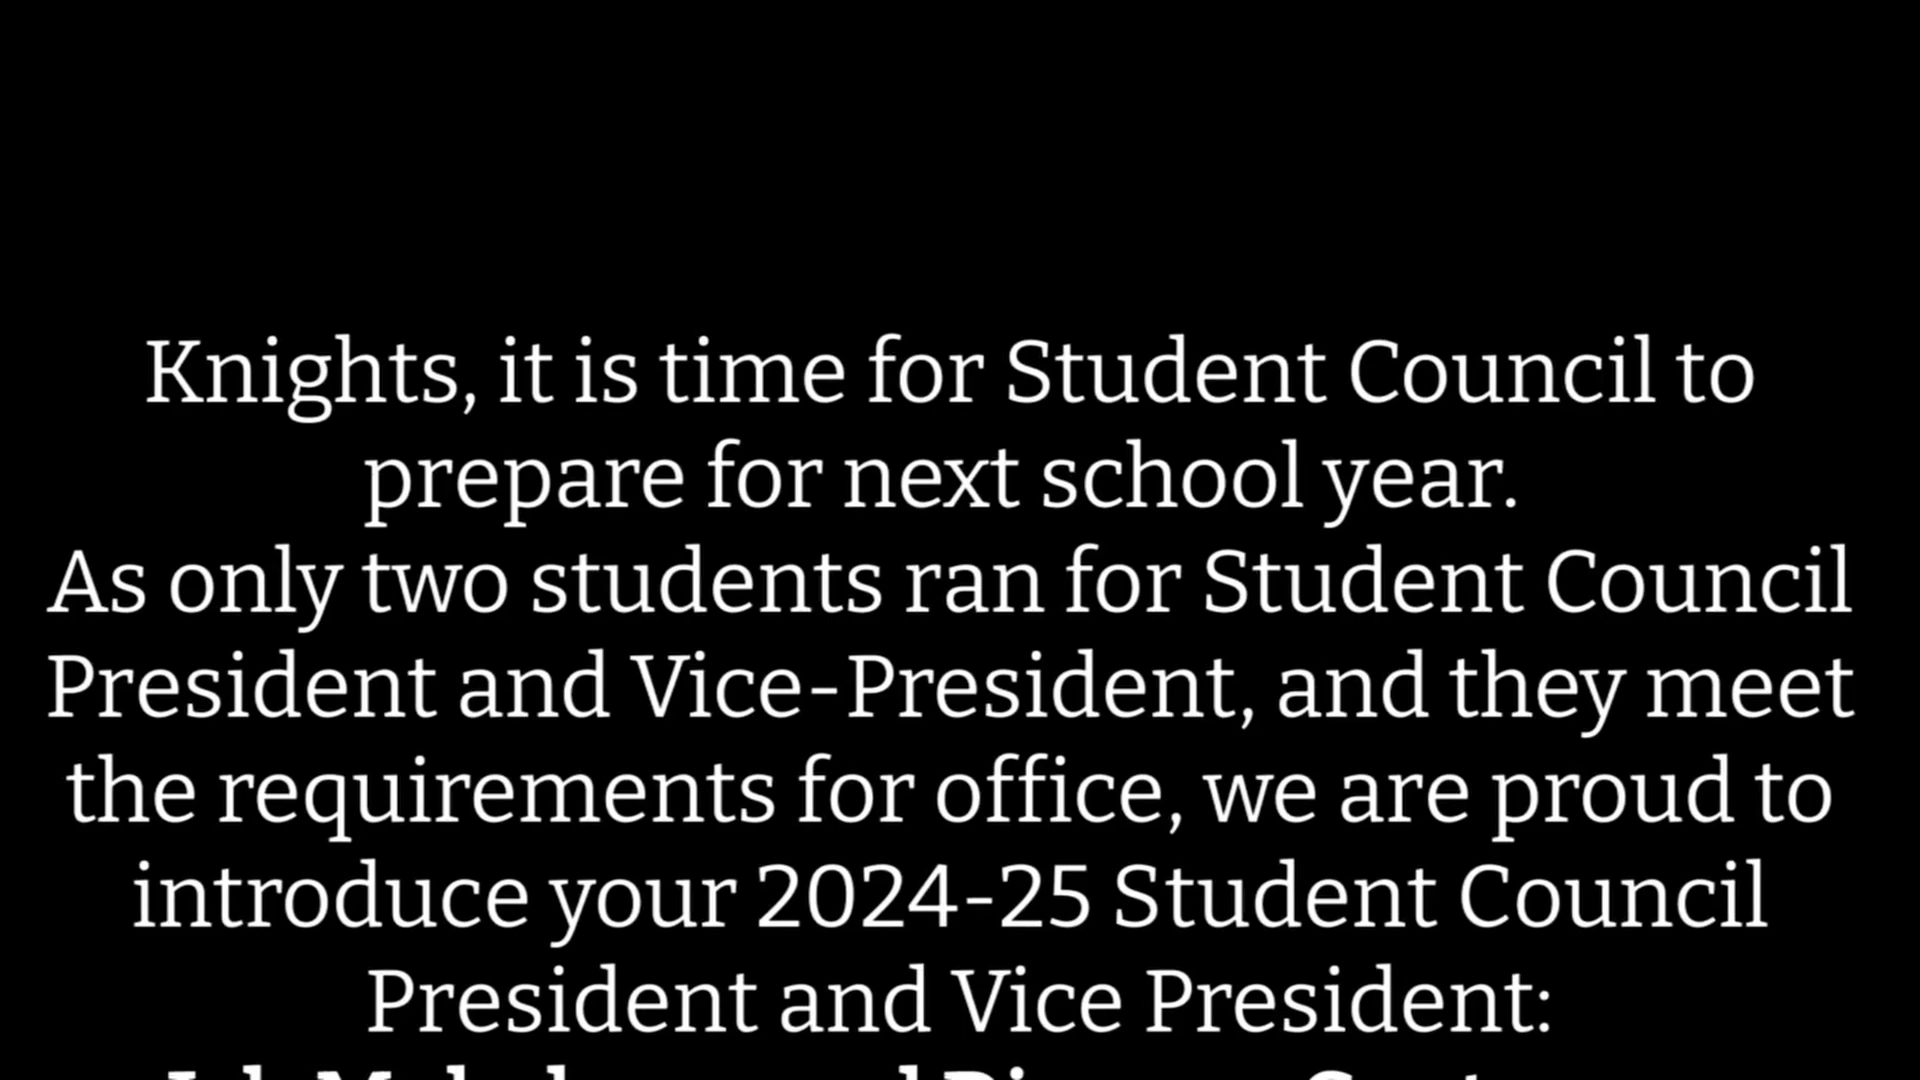 Knights, it is time for Student Council to
prepare for next school year.
As only two students ran for Student Council
President and Vice-President, and they meet
the requirements for office, we are proud to
introduce your 2024-25 Student Council
President and Vice President: